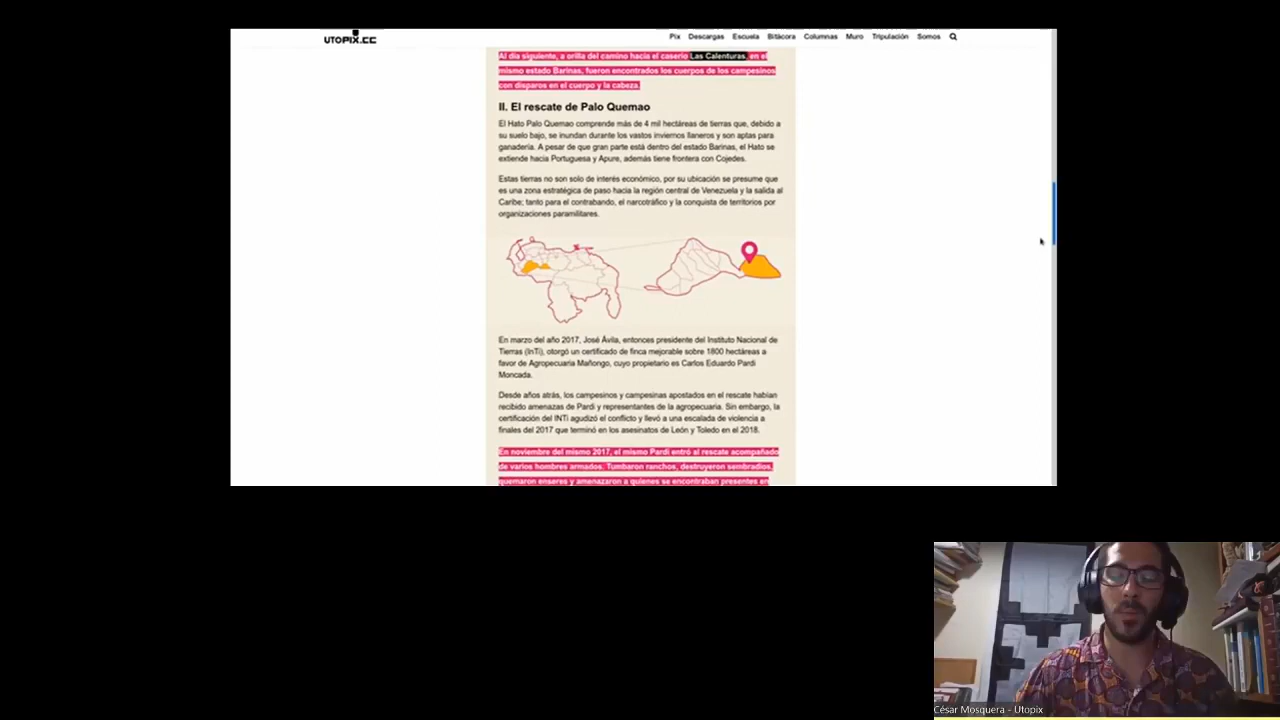 UTOPIX.CC
Pix Descargas Escuela Bitácora Columnas Muro Tripulación Somos
Al día siguiente, a orilla del camino hacia el caserío Las Calenturas, en el
mismo estado Barinas, fueron encontrados los cuerpos de los campesinos
con disparos en el cuerpo y la cabeza.
II. El rescate de Palo Quemao
El Hato Palo Quemao comprende más de 4 mil hectáreas de tierras que, debido a
su suelo bajo, se inundan durante los vastos inviernos llaneros y son aptas para
ganadería. A pesar de que gran parte está dentro del estado Barinas, el Hato se
extiende hacia Portuguesa y Apure, además tiene frontera con Cojedes.
Estas tierras no son solo de interés económico, por su ubicación se presume que
es una zona estratégica de paso hacia la región central de Venezuela y la salida al
Caribe; tanto para el contrabando, el narcotráfico y la conquista de territorios por
organizaciones paramilitares.
En marzo del año 2017, José Ávila, entonces presidente del Instituto Nacional de
Tierras (InTi), otorgó un certificado de finca mejorable sobre 1800 hectáreas a
favor de Agropecuaria Mañongo, cuyo propietario es Carlos Eduardo Pardi
Moncada.
Desde años atrás, los campesinos y campesinas apostados en el rescate habían
recibido amenazas de Pardi y representantes de la agropecuaria. Sin embargo, la
certificación del INTi agudizó el conflicto y llevó a una escalada de violencia a
finales del 2017 que terminó en los asesinatos de León y Toledo en el 2018.
En noviembre del mismo 2017, el mismo Pardi entró al rescate acompañado
de varios hombres armados. Tumbaron ranchos, destruyeron sembradios,
quemaron enseres y amenazaron a quienes se encontraban presentes en
César Mosquera - Utopix